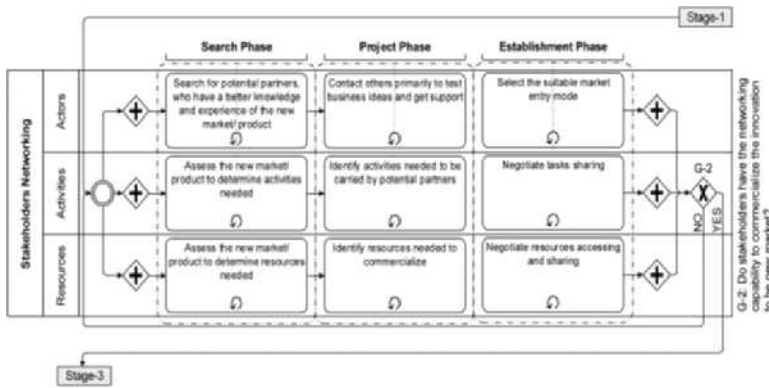 Stage-1
Search Phase
Project Phase
Establishment Phase
Stakeholders Networking
Actors
Search for potential partners,
who have a better knowledge
and experience of the new
market/ product
Contact others primarily to test
business ideas and get support
Select the suitable market
entry mode
Activities
Assess the new market/
product to determine activities
needed
Identify activities needed to be
carried by potential partners
Negotiate tasks sharing
Resources
Assess the new market/
product to determine resources
needed
Identify resources needed to
commercialize
Negotiate resources accessing
and sharing
G-2
NO
YES
G-2: Do stakeholders have the networking
capability to commercialize the innovation
to be new market?
Stage-3